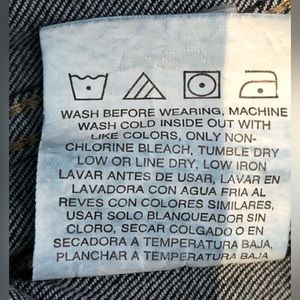 WASH BEFORE WEARING, MACHINE
WASH COLD INSIDE OUT WITH
LIKE COLORS, ONLY NON-
CHLORINE BLEACH, TUMBLE DRY
LOW OR LINE DRY, LOW IRON
LAVAR ANTES DE USAR, LAVAR EN
LAVADORA CON AGUA FRIA AL
REVES CON COLORES SIMILARES,
USAR SOLO BLANQUEADOR SIN
CLORO, SECAR COLGADO O EN
SECADORA A TEMPERATURA BAJA,
PLANCHAR A TEMPERATURA BAJA